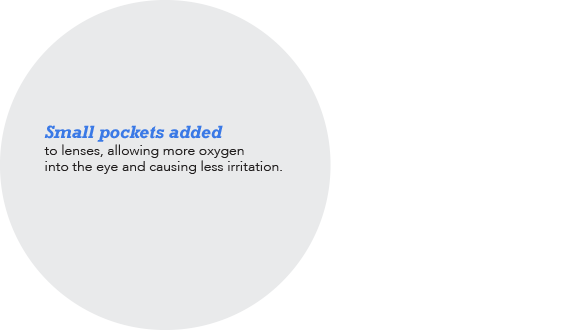 Small pockets added
to lenses, allowing more oxygen
into the eye and causing less irritation.